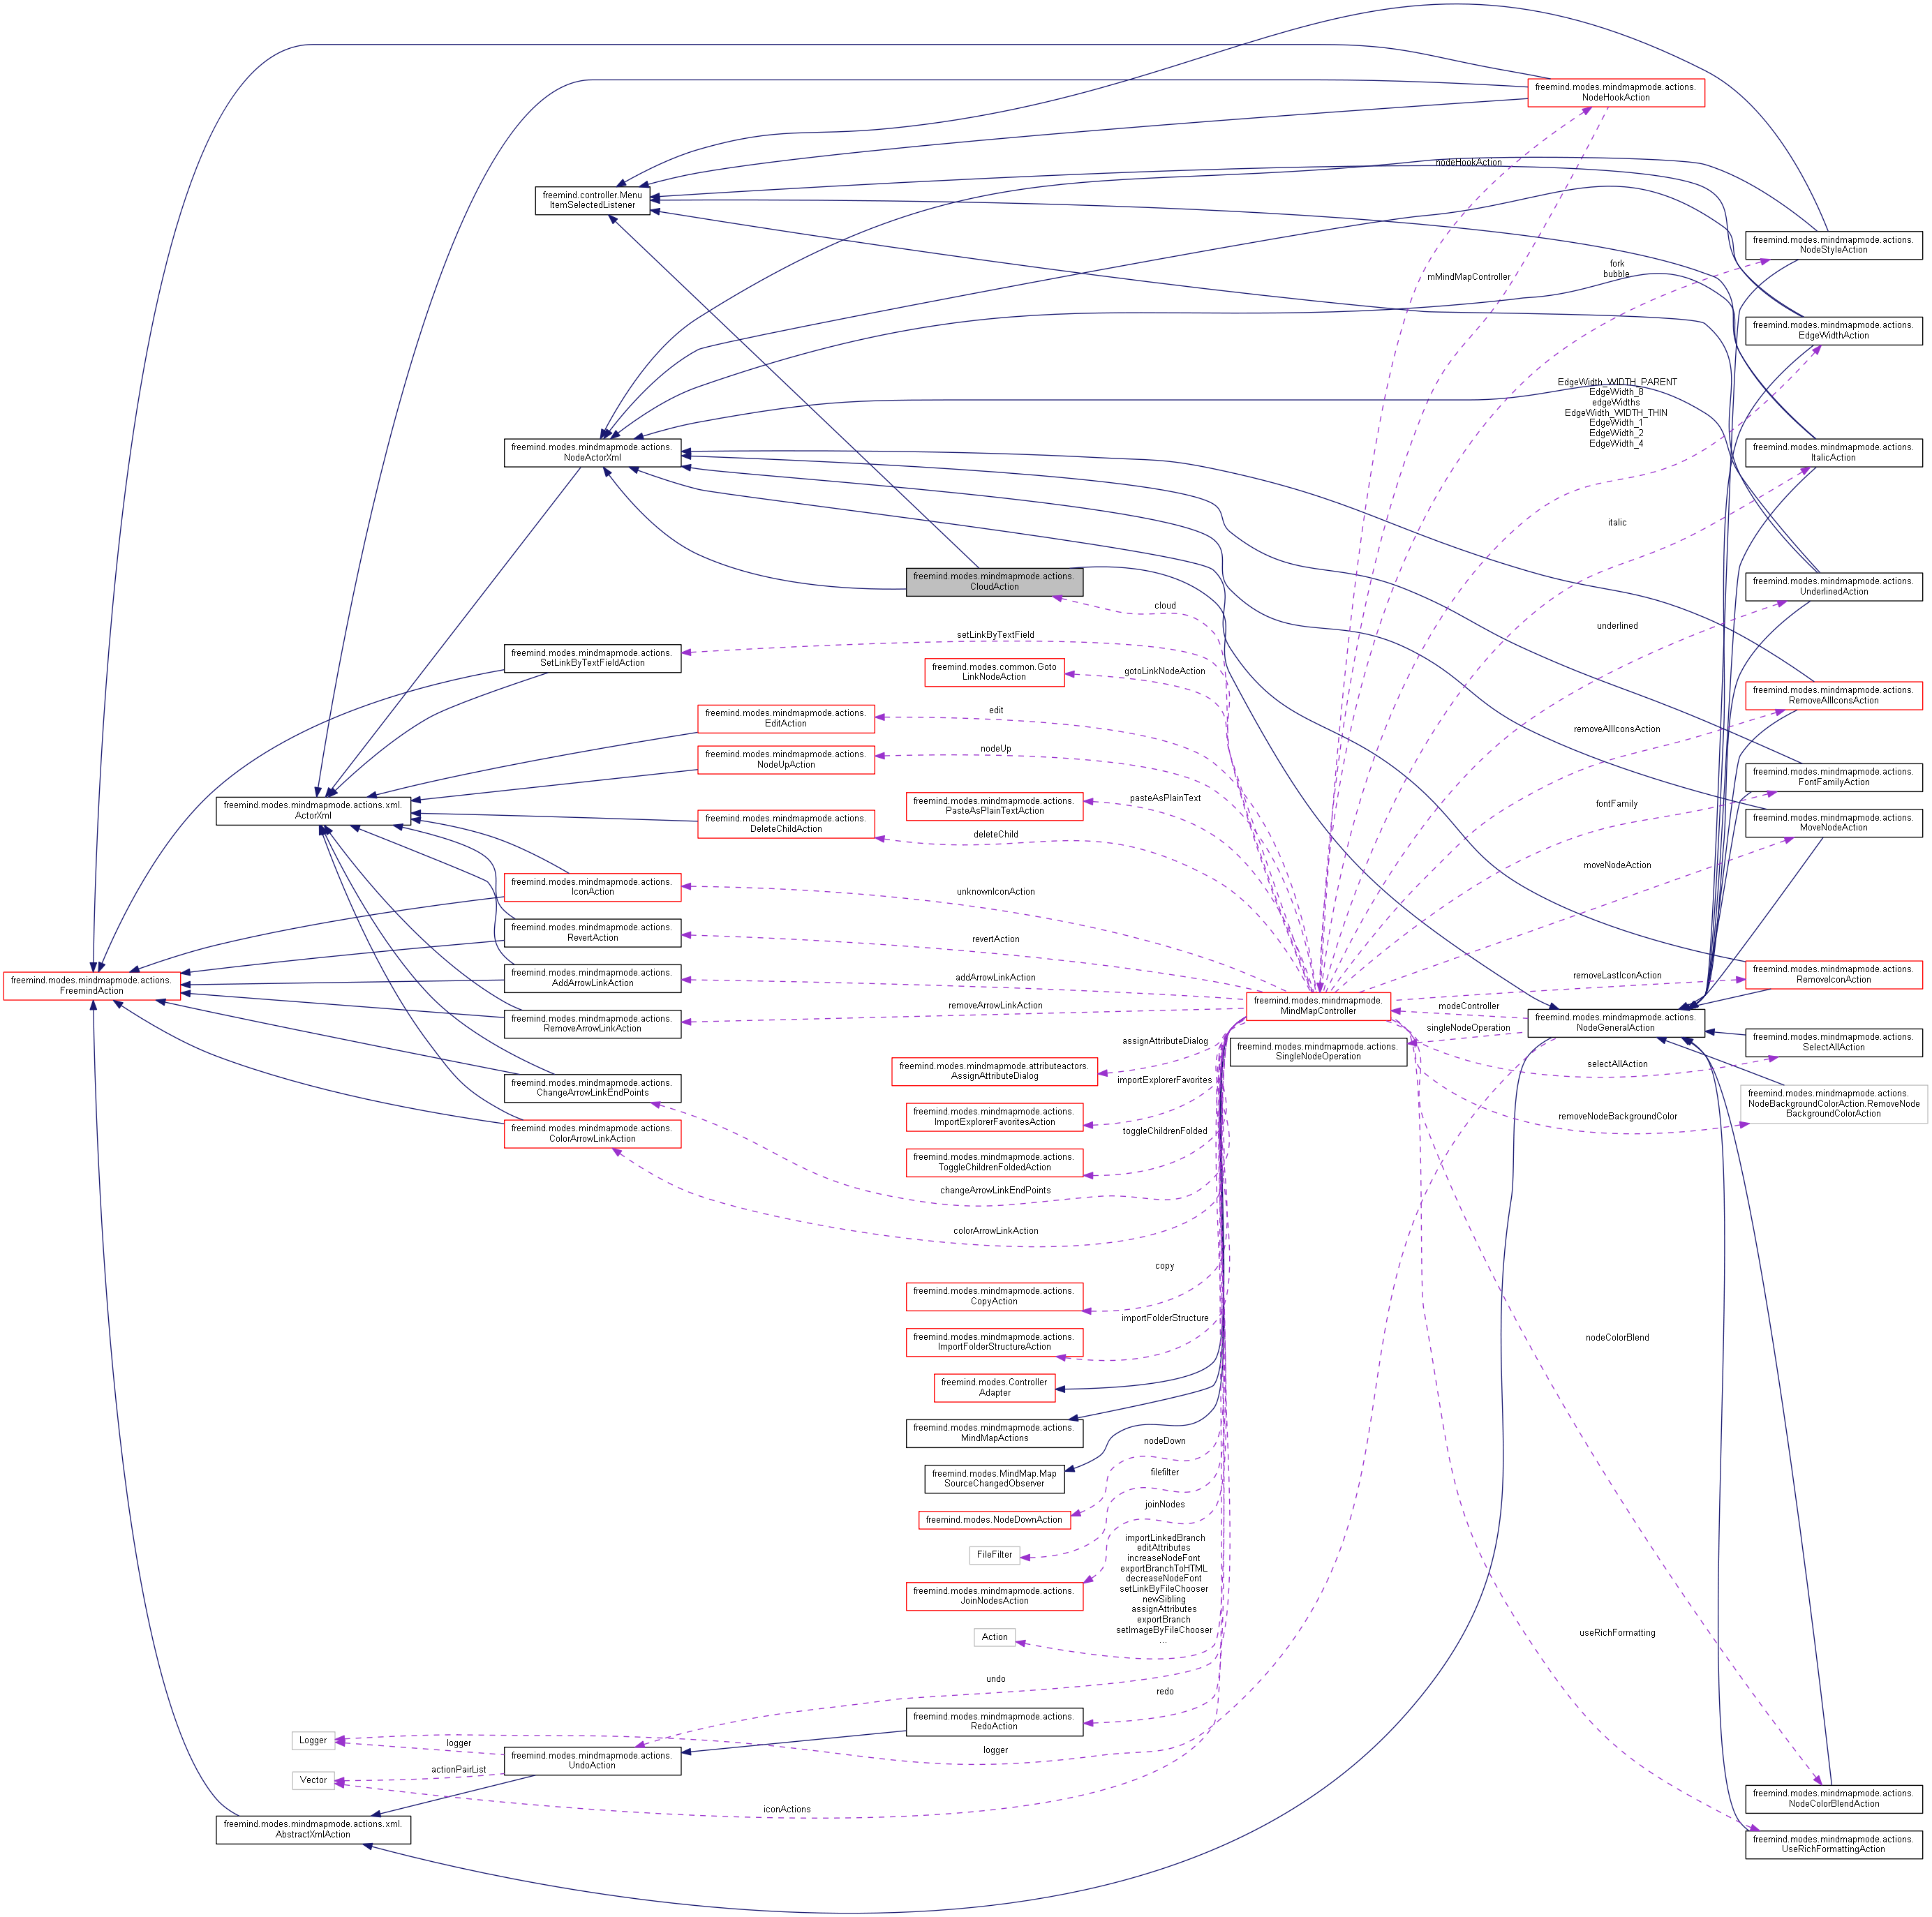 freemind.modes.mindmapmode.actions.
NodeHookAction
nodeHookAction
freemind.controller.Menu
ItemSelectedListener
freemind.modes.mindmapmode.actions.
NodeStyleAction
fork
bubble
mMindMapController
freemind.modes.mindmapmode.actions.
EdgeWidthAction
EdgeWidth_WIDTH_PARENT
EdgeWidth_8
edgeWidths
EdgeWidth_WIDTH_THIN
EdgeWidth_1
EdgeWidth_2
EdgeWidth_4
freemind.modes.mindmapmode.actions.
NodeActorXml
freemind.modes.mindmapmode.actions.
ItalicAction
italic
freemind.modes.mindmapmode.actions.
CloudAction
freemind.modes.mindmapmode.actions.
UnderlinedAction
cloud
underlined
setLinkByTextField
freemind.modes.mindmapmode.actions.
SetLinkByTextFieldAction
freemind.modes.common.Goto
LinkNodeAction
gotoLinkNodeAction
freemind.modes.mindmapmode.actions.
RemoveAllIconsAction
edit
freemind.modes.mindmapmode.actions.
EditAction
removeAllIconsAction
nodeUp
freemind.modes.mindmapmode.actions.
NodeUpAction
freemind.modes.mindmapmode.actions.
FontFamilyAction
freemind.modes.mindmapmode.actions.xml.
ActorXml
freemind.modes.mindmapmode.actions.
PasteAsPlainTextAction
pasteAsPlainText
fontFamily
freemind.modes.mindmapmode.actions.
DeleteChildAction
deleteChild
freemind.modes.mindmapmode.actions.
MoveNodeAction
moveNodeAction
freemind.modes.mindmapmode.actions.
IconAction
unknownIconAction
freemind.modes.mindmapmode.actions.
RevertAction
revertAction
freemind.modes.mindmapmode.actions.
FreemindAction
freemind.modes.mindmapmode.actions.
AddArrowLinkAction
addArrowLinkAction
removeLastIconAction
freemind.modes.mindmapmode.actions.
RemoveIconAction
freemind.modes.mindmapmode.actions.
RemoveArrowLinkAction
removeArrowLinkAction
freemind.modes.mindmapmode.
MindMapController
modeController
freemind.modes.mindmapmode.actions.
NodeGeneralAction
singleNodeOperation
freemind.modes.mindmapmode.actions.
SingleNodeOperation
freemind.modes.mindmapmode.actions.
SelectAllAction
selectAllAction
assignAttributeDialog
freemind.modes.mindmapmode.attributeactors.
AssignAttributeDialog
freemind.modes.mindmapmode.actions.
ChangeArrowLinkEndPoints
importExplorerFavorites
freemind.modes.mindmapmode.actions.
ImportExplorerFavoritesAction
freemind.modes.mindmapmode.actions.
NodeBackgroundColorAction.RemoveNode
BackgroundColorAction
removeNodeBackgroundColor
freemind.modes.mindmapmode.actions.
ColorArrowLinkAction
toggleChildrenFolded
freemind.modes.mindmapmode.actions.
ToggleChildrenFoldedAction
changeArrowLinkEndPoints
colorArrowLinkAction
copy
freemind.modes.mindmapmode.actions.
CopyAction
importFolderStructure
freemind.modes.mindmapmode.actions.
ImportFolderStructureAction
nodeColorBlend
freemind.modes.Controller
Adapter
freemind.modes.mindmapmode.actions.
MindMapActions
nodeDown
freemind.modes.MindMap.Map
SourceChangedObserver
filefilter
joinNodes
freemind.modes.NodeDownAction
FileFilter
importLinkedBranch
editAttributes
increaseNodeFont
exportBranchToHTML
decreaseNodeFont
setLinkByFileChooser
newSibling
assignAttributes
exportBranch
setImageByFileChooser
...
freemind.modes.mindmapmode.actions.
JoinNodesAction
Action
useRichFormatting
undo
redo
freemind.modes.mindmapmode.actions.
RedoAction
Logger
logger
logger
freemind.modes.mindmapmode.actions.
UndoAction
Vector
actionPairList
iconActions
freemind.modes.mindmapmode.actions.
NodeColorBlendAction
freemind.modes.mindmapmode.actions.xml.
AbstractXmlAction
freemind.modes.mindmapmode.actions.
UseRichFormattingAction